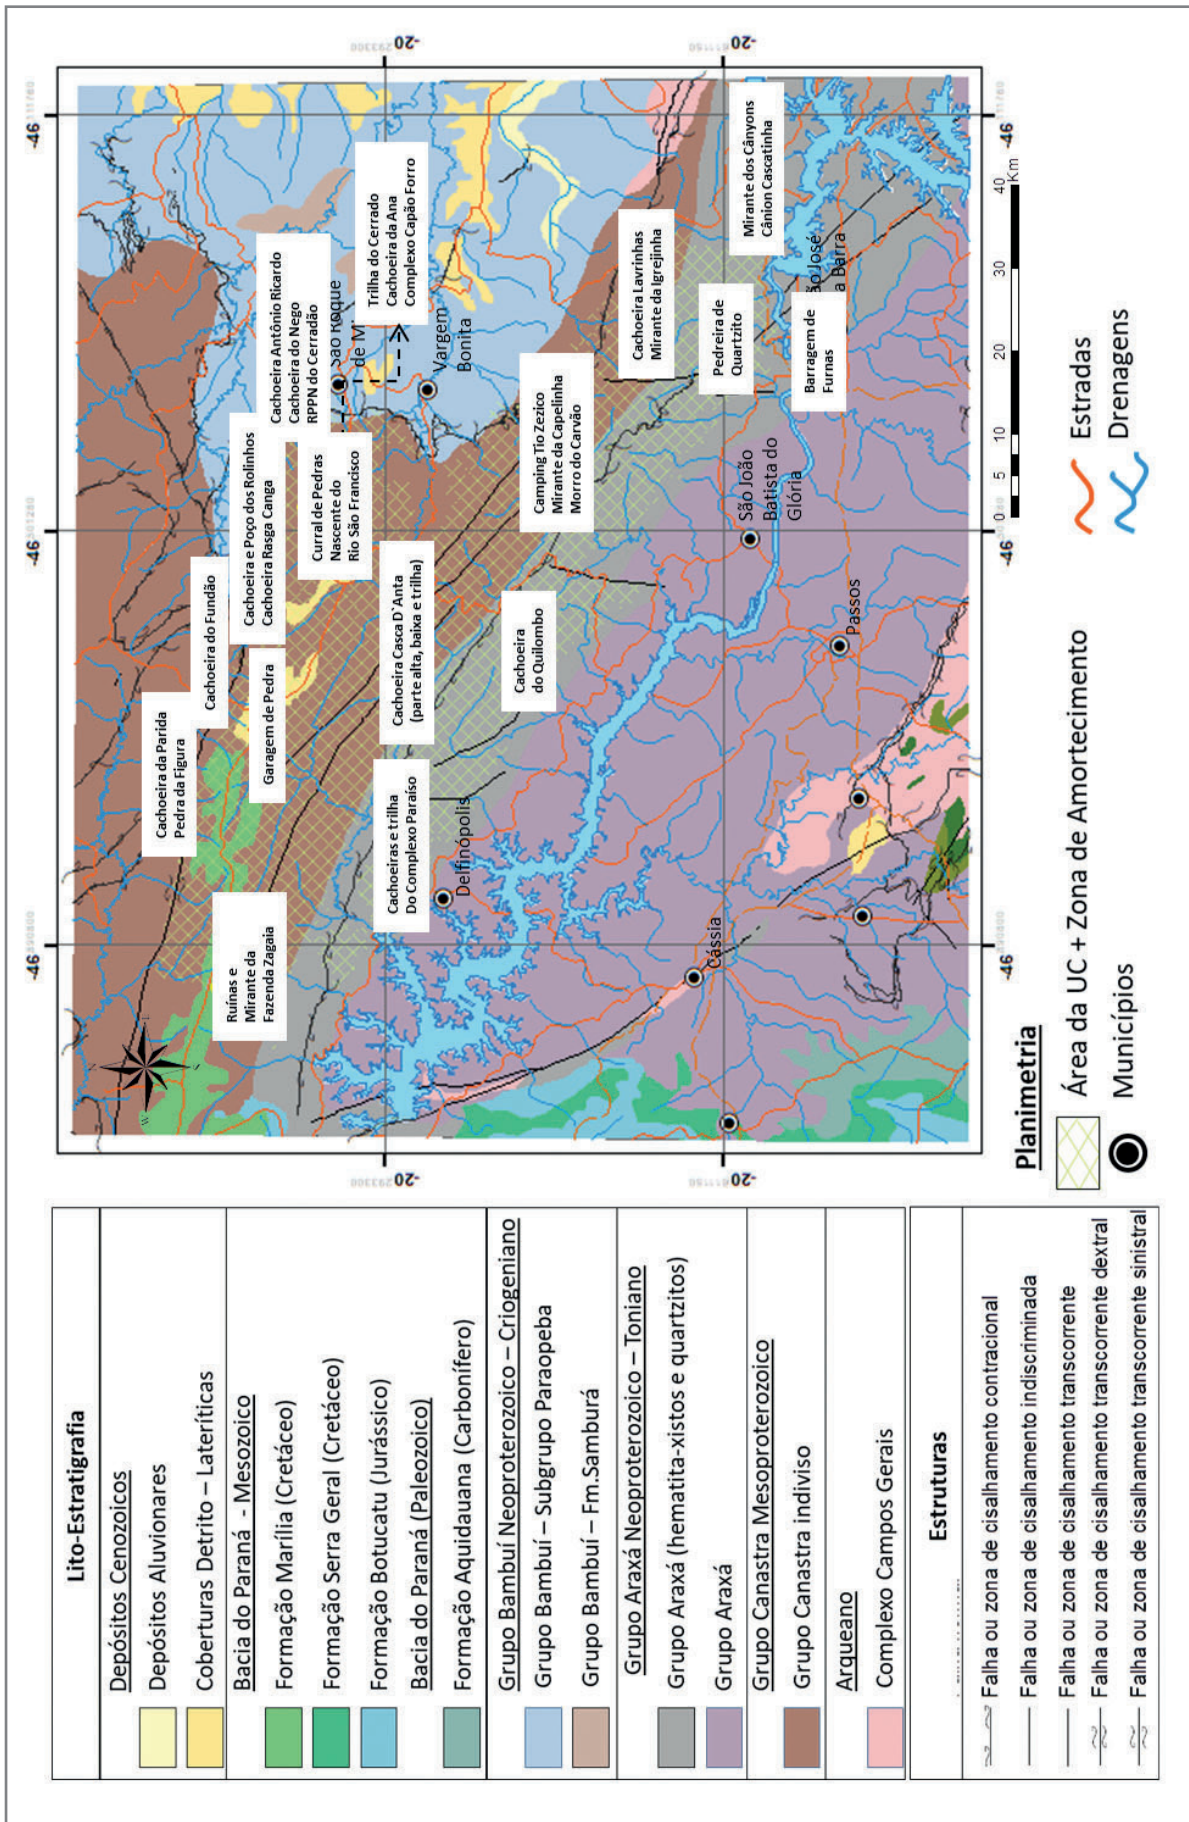 Lito-Estratigrafia
Depósitos Cenozoicos
Depósitos Aluvionares
Coberturas Detrito – Lateríticas
Bacia do Paraná - Mesozoico
Formação Marília (Cretáceo)
Formação Serra Geral (Cretáceo)
Formação Botucatu (Jurássico)
Bacia do Paraná (Paleozoico)
Formação Aquidauana (Carbonífero)
Grupo Bambuí Neoproterozoico – Criogeniano
Grupo Bambuí – Subgrupo Paraopeba
Grupo Bambuí – Fm.Samburá
Grupo Araxá Neoproterozoico – Toniano
Grupo Araxá (hematita-xistos e quartzitos)
Grupo Araxá
Grupo Canastra Mesoproterozoico
Grupo Canastra indiviso
Arqueano
Complexo Campos Gerais
Estruturas
Falha ou zona de cisalhamento contracional
Falha ou zona de cisalhamento indiscriminada
Falha ou zona de cisalhamento transcorrente
Falha ou zona de cisalhamento transcorrente dextral
Falha ou zona de cisalhamento transcorrente sinistral
-46 890800
-46
-46 111760
-20 293300
-20 611150
Cachoeira da Parida
Pedra da Figura
Cachoeira do Fundão
Cachoeira e Poço dos Rolinhos
Cachoeira Rasga Canga
Cachoeira Antônio Ricardo
Cachoeira do Nego
RPPN do Cerradão
Ruínas e
Mirante da
Fazenda Zagaia
Garagem de Pedra
Curral de Pedras
Nascente do
Rio São Francisco
São Roque
de Mi
Trilha do Cerrado
Cachoeira da Ana
Complexo Capão Forro
Vargem
Bonita
Cachoeiras e trilha
Do Complexo Paraíso
Cachoeira Casca D`Anta
(parte alta, baixa e trilha)
Delfinópolis
Cachoeira
do Quilombo
Camping Tio Zezico
Mirante da Capelinha
Morro do Carvão
Cachoeira Lavrinhas
Mirante da Igrejinha
Mirante dos Cânyons
Cânion Cascatinha
Pedreira de
Quartzito
Barragem de
Furnas
ão José
a Barra
São João
Batista do
Glória
Cássia
Passos
-20 293300
-20 611150
-46 890800
-46
-46 111760
0 5 10 20 30 40
Km
Planimetria
Área da UC + Zona de Amortecimento
Municípios
Estradas
Drenagens